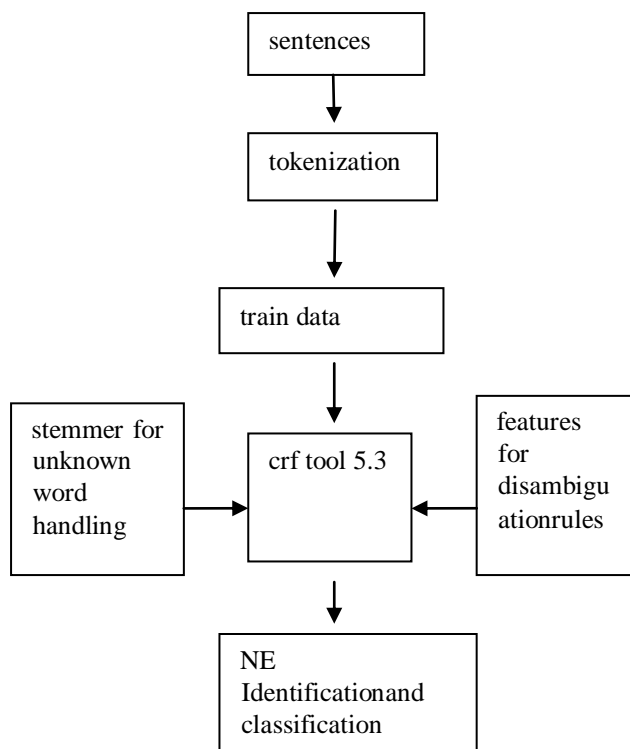 sentences
tokenization
train data
stemmer for
unknown
word
handling
crf tool 5.3
features
for
disambigu
ationrules
NE
Identificationand
classification